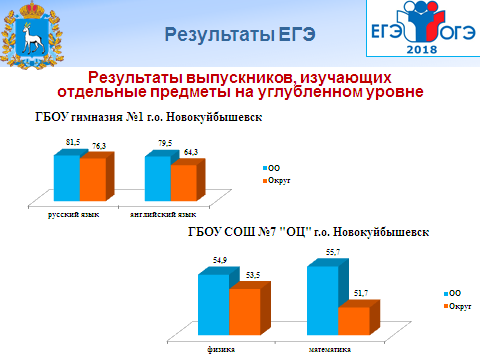 Результаты ЕГЭ
ЕГЭ ОГЭ
2018
Результаты выпускников, изучающих
отдельные предметы на углубленном уровне
ГБОУ гимназия №1 г.о. Новокуйбышевск
81,5
76,3
79,5
64,3
ОО
Округ
русский язык
английский язык
ГБОУ СОШ №7 "ОЦ" г.о. Новокуйбышевск
54,9
53,5
55,7
51,7
ОО
Округ
физика
математика